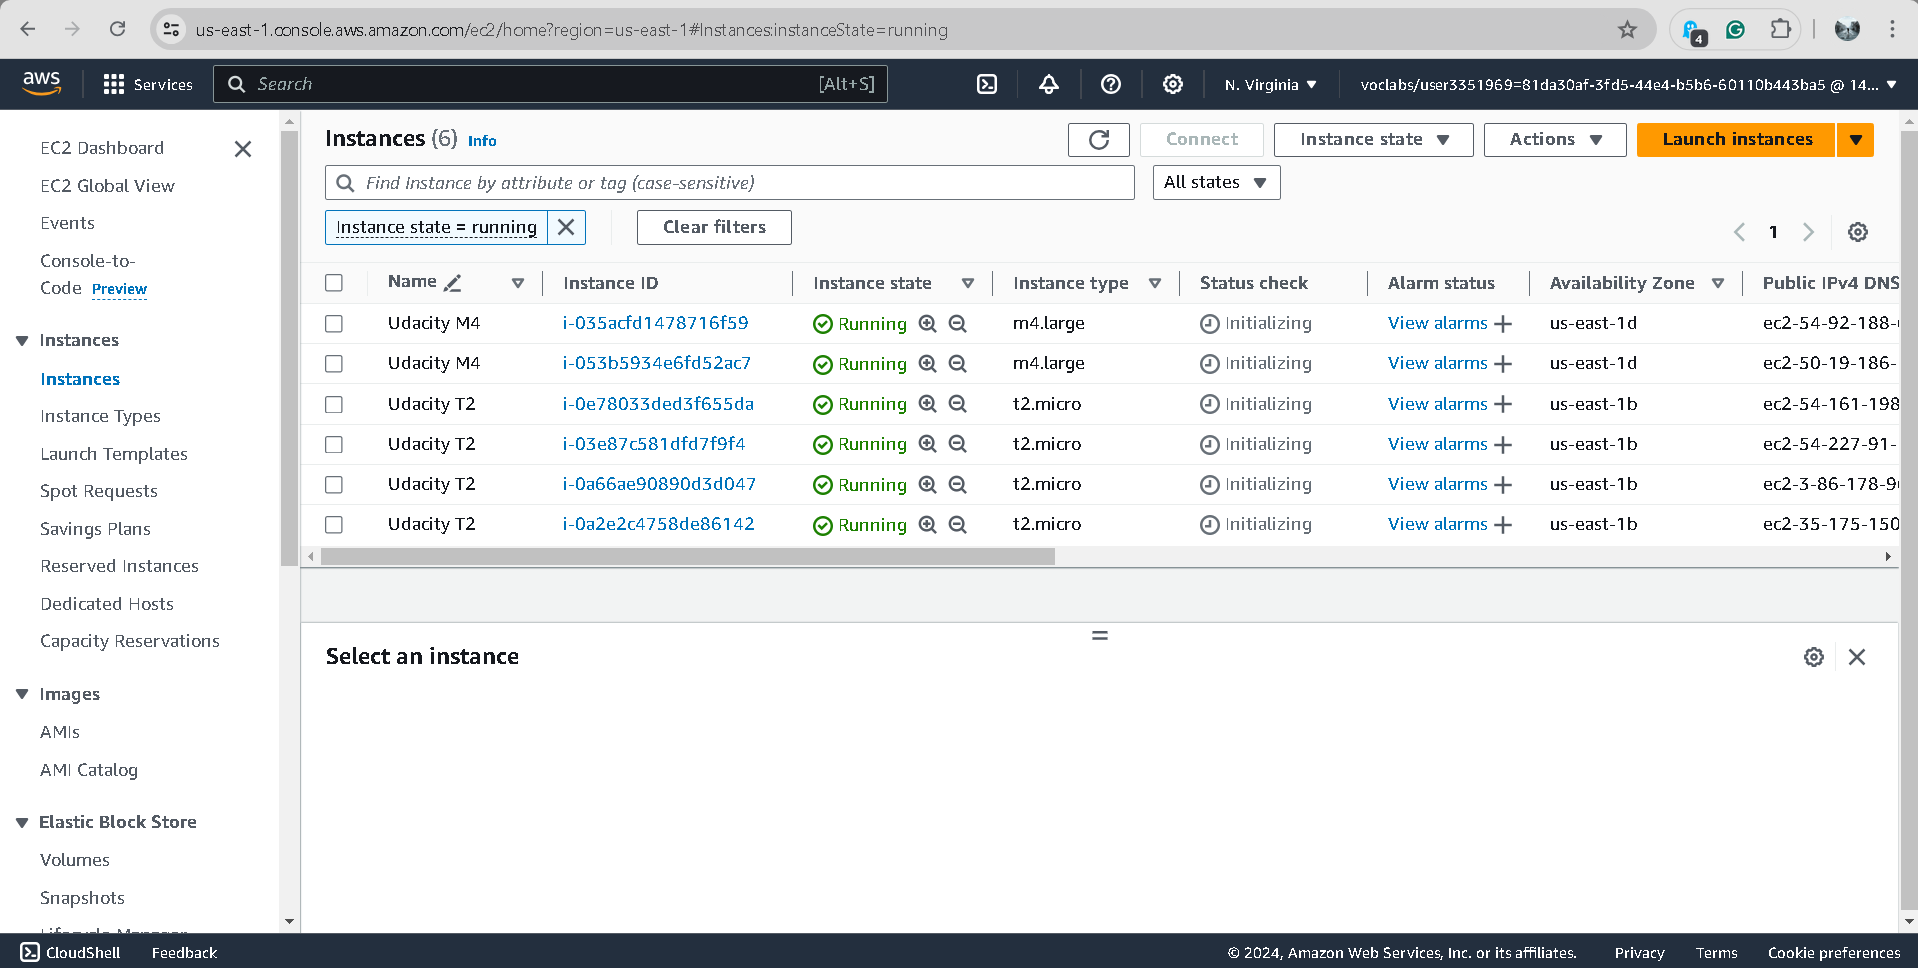 us-east-1.console.aws.amazon.com/ec2/home?region=us-east-1#Instances:instanceState=running
4
aws
Services
Search
[Alt+S]
N. Virginia
voclabs/user3351969=81da30af-3fd5-44e4-b5b6-60110b443ba5 @ 14...
EC2 Dashboard
EC2 Global View
Events
Console-to-
Code Preview
Instances
Instances
Instance Types
Launch Templates
Spot Requests
Savings Plans
Reserved Instances
Dedicated Hosts
Capacity Reservations
Images
AMIs
AMI Catalog
Elastic Block Store
Volumes
Snapshots
Lifecycle Manager
Instances (6) Info
Connect
Instance state
Actions
Launch instances
Find Instance by attribute or tag (case-sensitive)
All states
Instance state = running
Clear filters
1
Name Instance ID Instance state Instance type Status check Alarm status Availability Zone Public IPv4 DNS
Udacity M4 i-035acfd1478716f59 Running m4.large Initializing View alarms us-east-1d ec2-54-92-188-
Udacity M4 i-053b5934e6fd52ac7 Running m4.large Initializing View alarms us-east-1d ec2-50-19-186-
Udacity T2 i-0e78033ded3f655da Running t2.micro Initializing View alarms us-east-1b ec2-54-161-198
Udacity T2 i-03e87c581dfd7f9f4 Running t2.micro Initializing View alarms us-east-1b ec2-54-227-91-
Udacity T2 i-0a66ae90890d3d047 Running t2.micro Initializing View alarms us-east-1b ec2-3-86-178-9
Udacity T2 i-0a2e2c4758de86142 Running t2.micro Initializing View alarms us-east-1b ec2-35-175-150
Select an instance
CloudShell
Feedback
© 2024, Amazon Web Services, Inc. or its affiliates.
Privacy
Terms
Cookie preferences